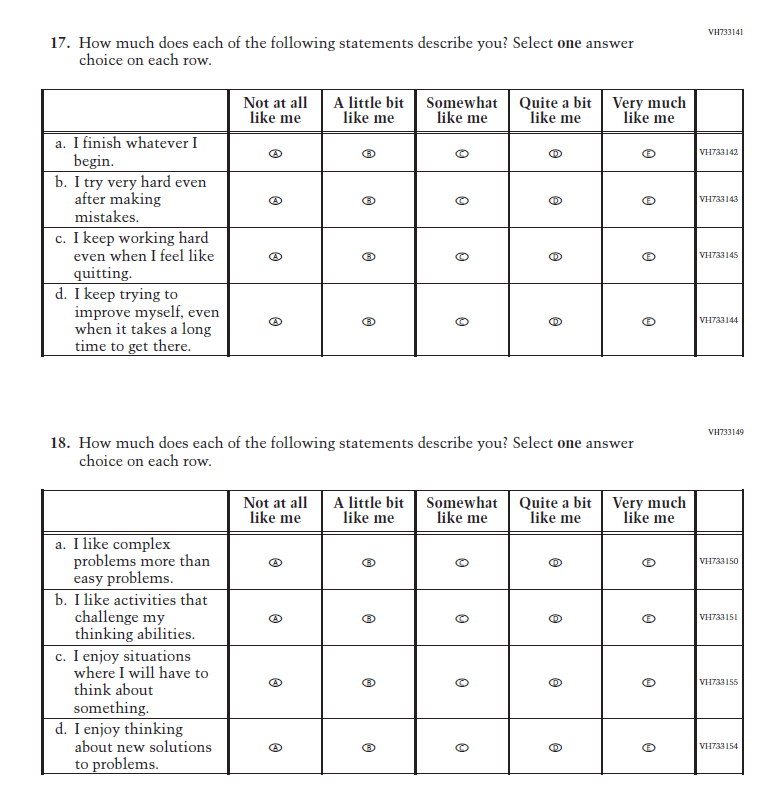 VH733141
17. How much does each of the following statements describe you? Select one answer
choice on each row.
Not at all like me A little bit like me Somewhat like me Quite a bit like me Very much like me
a. I finish whatever I
begin.
A B C D E VH733142
b. I try very hard even
after making
mistakes.
A B C D E VH733143
c. I keep working hard
even when I feel like
quitting.
A B C D E VH733145
d. I keep trying to
improve myself, even
when it takes a long
time to get there.
A B C D E VH733144
VH733149
18. How much does each of the following statements describe you? Select one answer
choice on each row.
Not at all like me A little bit like me Somewhat like me Quite a bit like me Very much like me
a. I like complex
problems more than
easy problems.
A B C D E VH733150
b. I like activities that
challenge my
thinking abilities.
A B C D E VH733151
c. I enjoy situations
where I will have to
think about
something.
A B C D E VH733155
d. I enjoy thinking
about new solutions
to problems.
A B C D E VH733154